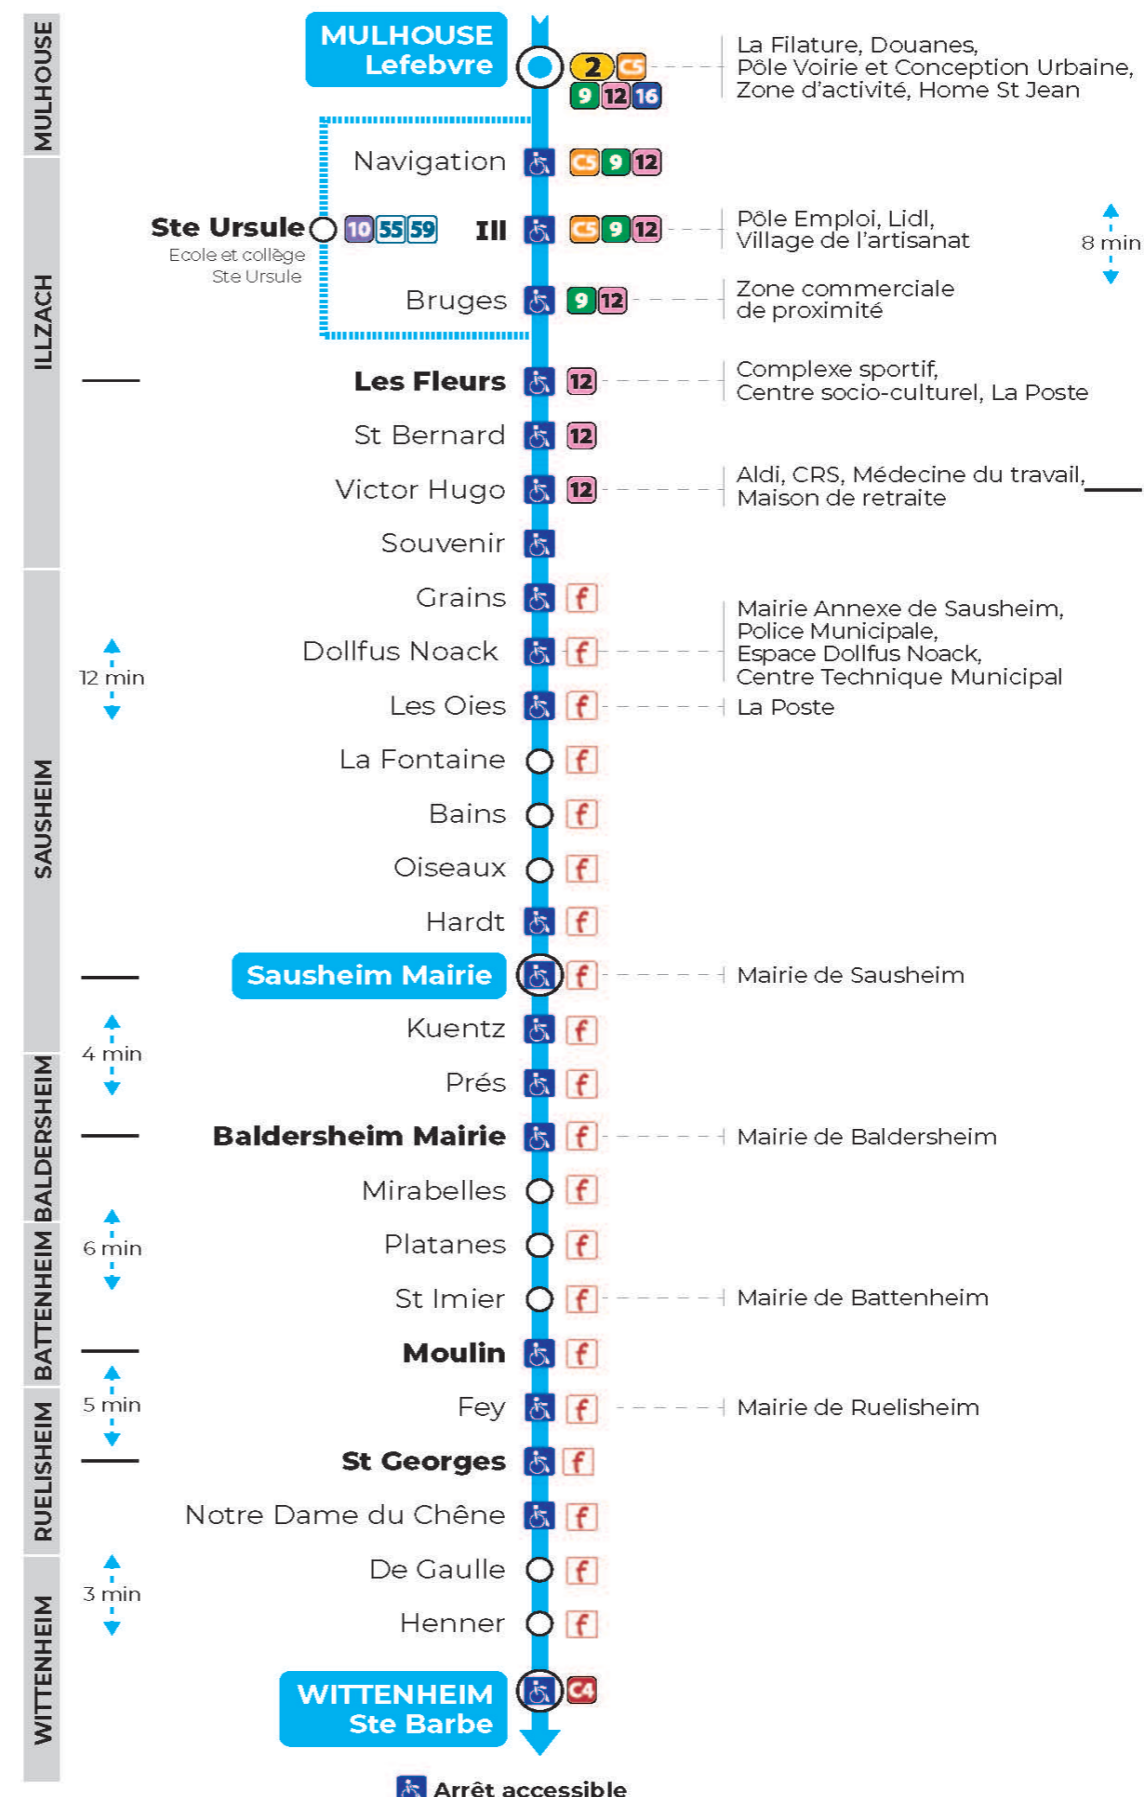 MULHOUSE
MULHOUSE
Lefebvre
2 C5
9 12 16
La Filature, Douanes,
Pôle Voirie et Conception Urbaine,
Zone d'activité, Home St Jean
ILLZACH
Navigation
C5 9 12
Ste Ursule
10 55 59
Ecole et collège
Ste Ursule
Ill
C5 9 12
Pôle Emploi, Lidl,
Village de l'artisanat
8 min
Bruges
9 12
Zone commerciale
de proximité
Les Fleurs
12
Complexe sportif,
Centre socio-culturel, La Poste
St Bernard
12
Victor Hugo
12
Aldi, CRS, Médecine du travail,
Maison de retraite
Souvenir
SAUSHEIM
Grains
f
12 min
Dollfus Noack
f
Mairie Annexe de Sausheim,
Police Municipale,
Espace Dollfus Noack,
Centre Technique Municipal
Les Oies
f
La Poste
La Fontaine
f
Bains
f
Oiseaux
f
Hardt
f
Sausheim Mairie
f
Mairie de Sausheim
Kuentz
f
4 min
BALDERSHEIM
Prés
f
Baldersheim Mairie
f
Mairie de Baldersheim
Mirabelles
f
BATTENHEIM
6 min
Platanes
f
St Imier
f
Mairie de Battenheim
Moulin
f
RUELISHEIM
5 min
Fey
f
Mairie de Ruelisheim
St Georges
f
Notre Dame du Chêne
f
WITTENHEIM
3 min
De Gaulle
f
Henner
f
WITTENHEIM
Ste Barbe
C4
Arrêt accessible